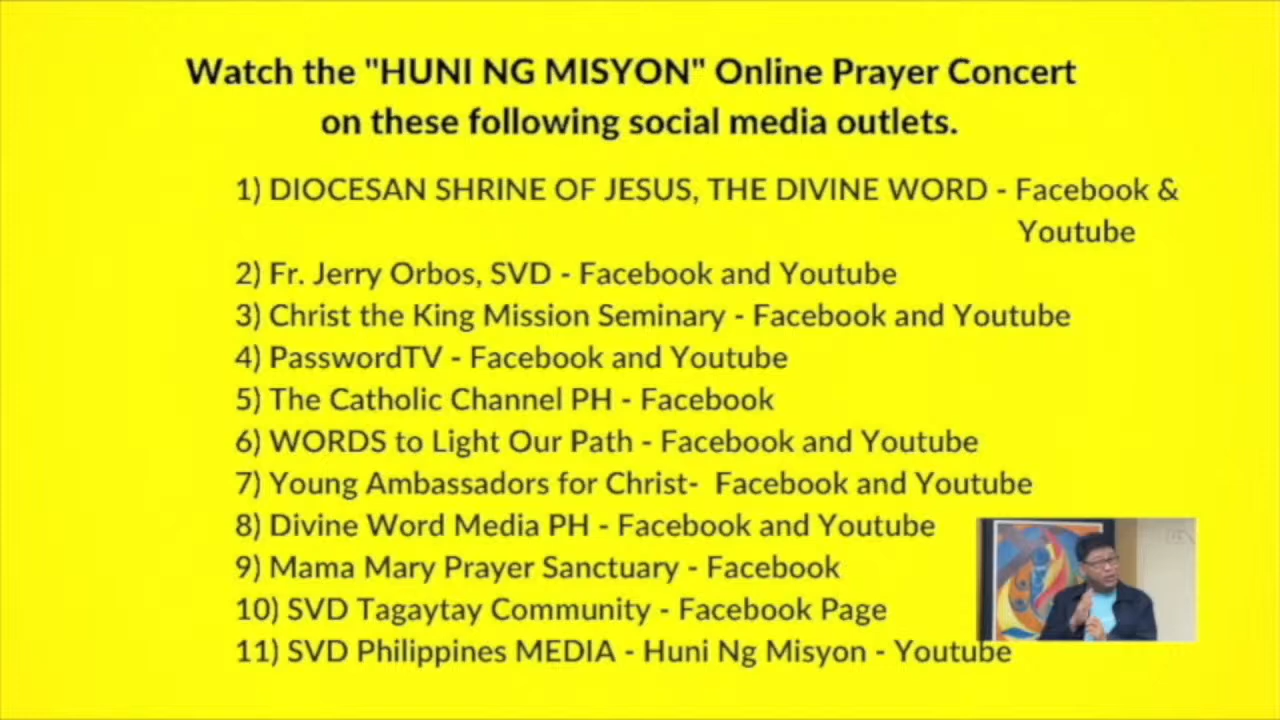 Watch the "HUNI NG MISYON" Online Prayer Concert
on these following social media outlets.
1) DIOCESAN SHRINE OF JESUS, THE DIVINE WORD - Facebook &
Youtube
2) Fr. Jerry Orbos, SVD - Facebook and Youtube
3) Christ the King Mission Seminary - Facebook and Youtube
4) PasswordTV - Facebook and Youtube
5) The Catholic Channel PH - Facebook
6) WORDS to Light Our Path - Facebook and Youtube
7) Young Ambassadors for Christ-  Facebook and Youtube
8) Divine Word Media PH - Facebook and Youtube
9) Mama Mary Prayer Sanctuary - Facebook
10) SVD Tagaytay Community - Facebook Page
11) SVD Philippines MEDIA - Huni Ng Misyon - Youtube